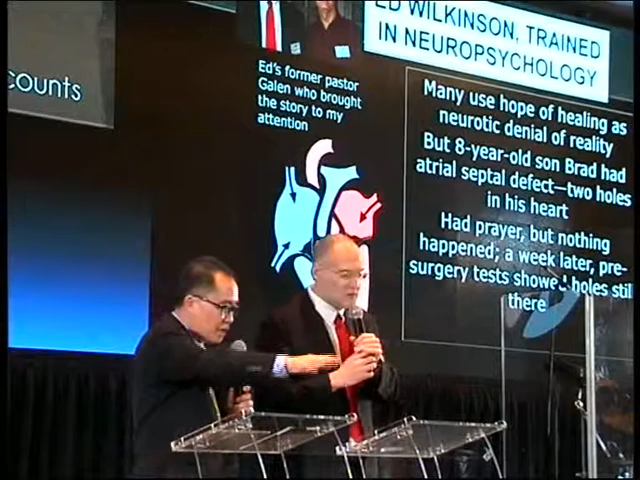 ounts
ED WILKINSON, TRAINED
IN NEUROPSYCHOLOGY
Ed's former pastor
Galen who brought
the story to my
attention.
Many use hope of healing as
neurotic denial of reality
But 8-year-old son Brad had
atrial septal defect—two holes
in his heart
Had prayer, but nothing
happened; a week later, pre-
surgery tests showed holes still
there